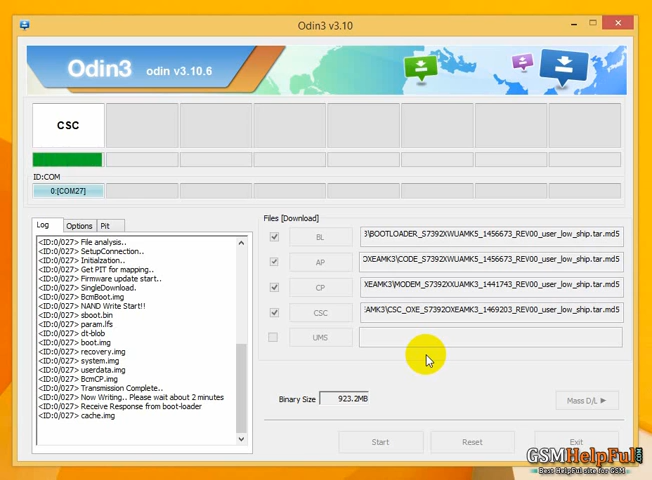 Odin3 v3.10
Odin3 odin v3.10.6
CSC
ID:COM
0:[COM27]
Log Options Pit
<ID:0/027> File analysis..
<ID:0/027> SetupConnection..
<ID:0/027> Initialzation..
<ID:0/027> Get PIT for mapping..
<ID:0/027> Firmware update start..
<ID:0/027> SingleDownload.
<ID:0/027> BcmBoot.img
<ID:0/027> NAND Write Start!!
<ID:0/027> sboot.bin
<ID:0/027> param.lfs
<ID:0/027> dt-blob
<ID:0/027> boot.img
<ID:0/027> recovery.img
<ID:0/027> system.img
<ID:0/027> userdata.img
<ID:0/027> BcmCP.img
<ID:0/027> Transmission Complete..
<ID:0/027> Now Writing.. Please wait about 2 minutes
<ID:0/027> Receive Response from boot-loader
<ID:0/027> cache.img
Files [Download]
BL 3\BOOTLOADER_S7392XWUAMK5_1456673_REV00_user_low_ship.tar.md5
AP OXEAMK3\CODE_S7392XWUAMK5_1456673_REV00_user_low_ship.tar.md5
CP XEAMK3\MODEM_S7392XXUAMK3_1441743_REV00_user_low_ship.tar.md5
CSC AMK3\CSC_OXE_S7392OXEAMK3_1469203_REV00_user_low_ship.tar.md5
UMS
Binary Size 923.2MB
Mass D/L ▶
Start Reset Exit
GSMHelpFul
Best HelpFul site for GSM